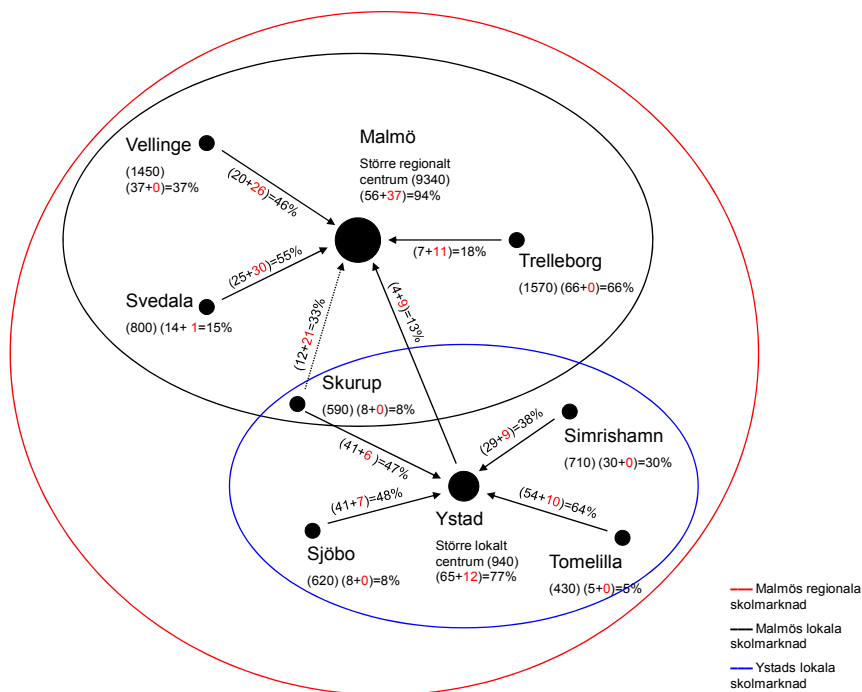 Vellinge
(1450)
(37+0)=37%
(20+26)=46%
Malmö
Större regionalt
centrum (9340)
(56+37)=94%
(7+11)=18%
Trelleborg
(1570) (66+0)=66%
(25+30)=55%
Svedala
(800) (14+ 1=15%
(12+21=33%
(4+9)=13%
Skurup
(590) (8+0)=8%
(41+6 )=47%
Simrishamn
(710) (30+0)=30%
(29+9)=38%
(41+7)=48%
(54+10)=64%
Sjöbo
(620) (8+0)=8%
Ystad
Större lokalt
centrum (940)
(65+12)=77%
Tomelilla
(430) (5+0)=5%
Malmös regionala
skolmarknad
Malmös lokala
skolmarknad
Ystads lokala
skolmarknad